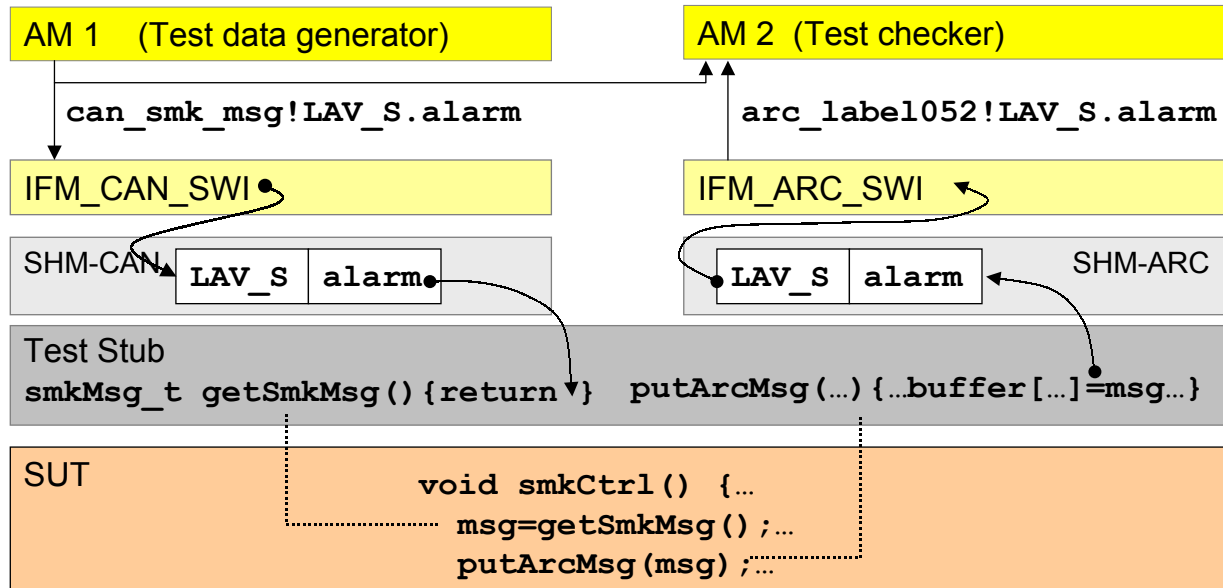 AM 1 (Test data generator)
AM 2 (Test checker)
can_smk_msg!LAV_S.alarm
arc_label052!LAV_S.alarm
IFM_CAN_SWI
IFM_ARC_SWI
SHM-CAN
LAV_S alarm
LAV_S alarm
SHM-ARC
Test Stub
smkMsg_t getSmkMsg(){return }
putArcMsg(…){…buffer[…]=msg…}
SUT
void smkCtrl() {…
msg=getSmkMsg();…
putArcMsg(msg);…